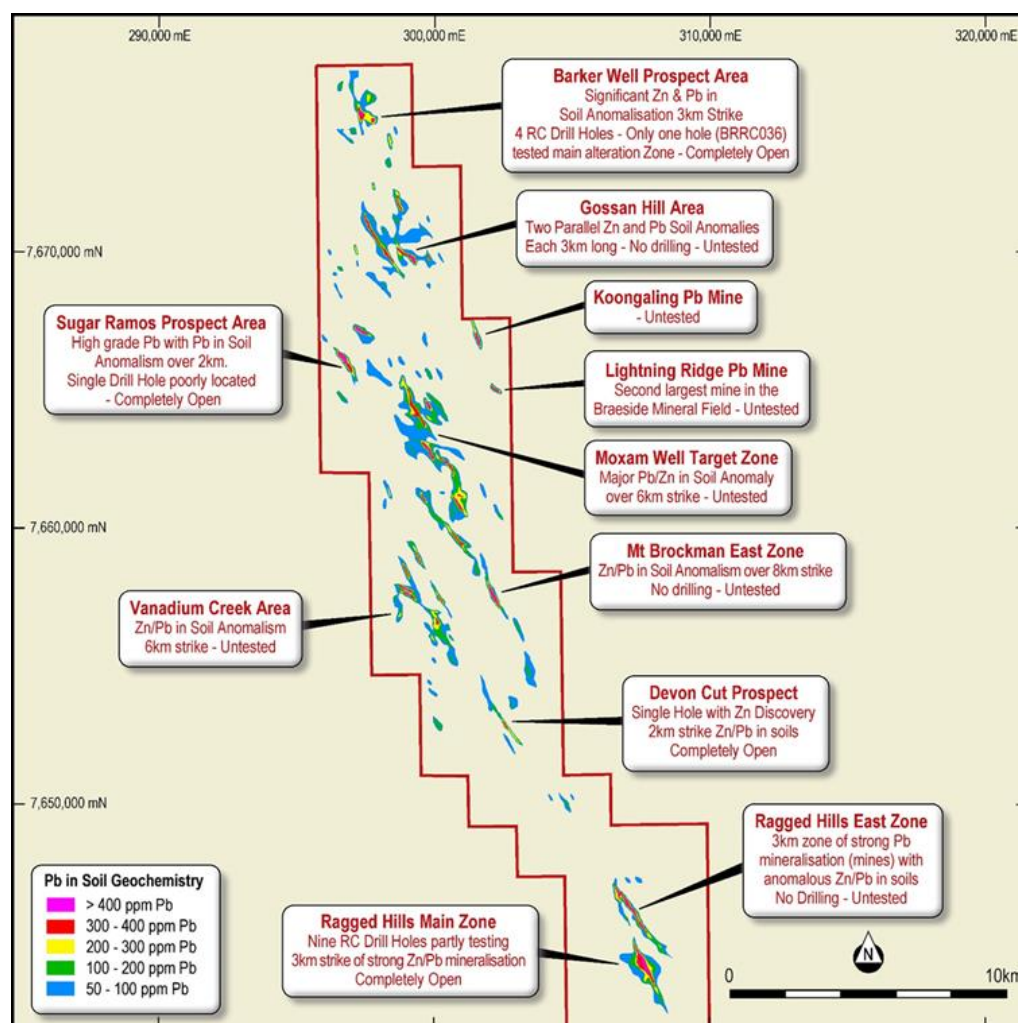 290,000 mE
300,000 mE
310,000 mE
320,000 mE
Barker Well Prospect Area
Significant Zn & Pb in
Soil Anomalisation 3km Strike
4 RC Drill Holes - Only one hole (BRRC036)
tested main alteration Zone - Completely Open
Gossan Hill Area
Two Parallel Zn and Pb Soil Anomalies
Each 3km long - No drilling - Untested
7,670,000 mN
Koongaling Pb Mine
- Untested
Sugar Ramos Prospect Area
High grade Pb with Pb in Soil
Anomalism over 2km.
Single Drill Hole poorly located
- Completely Open
Lightning Ridge Pb Mine
Second largest mine in the
Braeside Mineral Field - Untested
Moxam Well Target Zone
Major Pb/Zn in Soil Anomaly
over 6km strike - Untested
7,660,000 mN
Mt Brockman East Zone
Zn/Pb in Soil Anomalism over 8km strike
No drilling - Untested
Vanadium Creek Area
Zn/Pb in Soil Anomalism
6km strike - Untested
Devon Cut Prospect
Single Hole with Zn Discovery
2km strike Zn/Pb in soils
Completely Open
7,650,000 mN
Ragged Hills East Zone
3km zone of strong Pb
mineralisation (mines) with
anomalous Zn/Pb in soils
No Drilling - Untested
Pb in Soil Geochemistry
> 400 ppm Pb
300 - 400 ppm Pb
200 - 300 ppm Pb
100 - 200 ppm Pb
50 - 100 ppm Pb
Ragged Hills Main Zone
Nine RC Drill Holes partly testing
3km strike of strong Zn/Pb mineralisation
Completely Open
N
0
10km